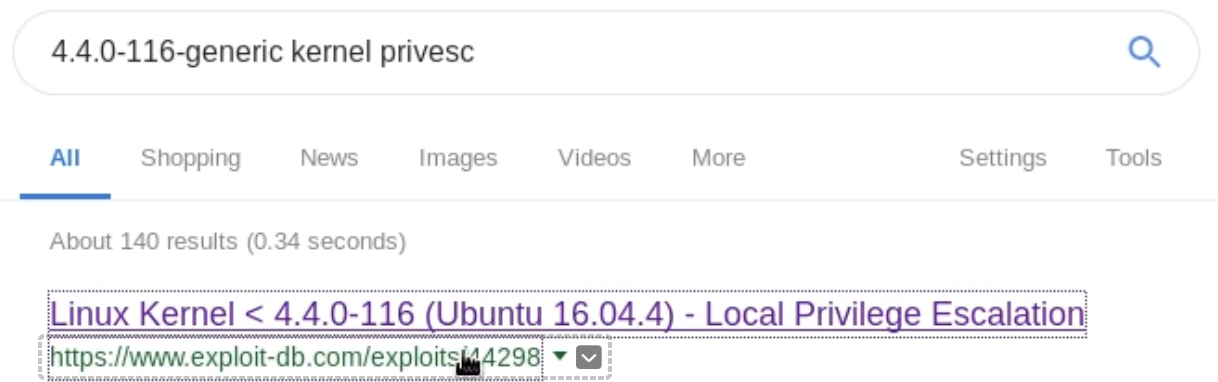 4.4.0-116-generic kernel privesc
All Shopping News Images Videos More Settings Tools
About 140 results (0.34 seconds)
Linux Kernel < 4.4.0-116 (Ubuntu 16.04.4) - Local Privilege Escalation
https://www.exploit-db.com/exploits/44298